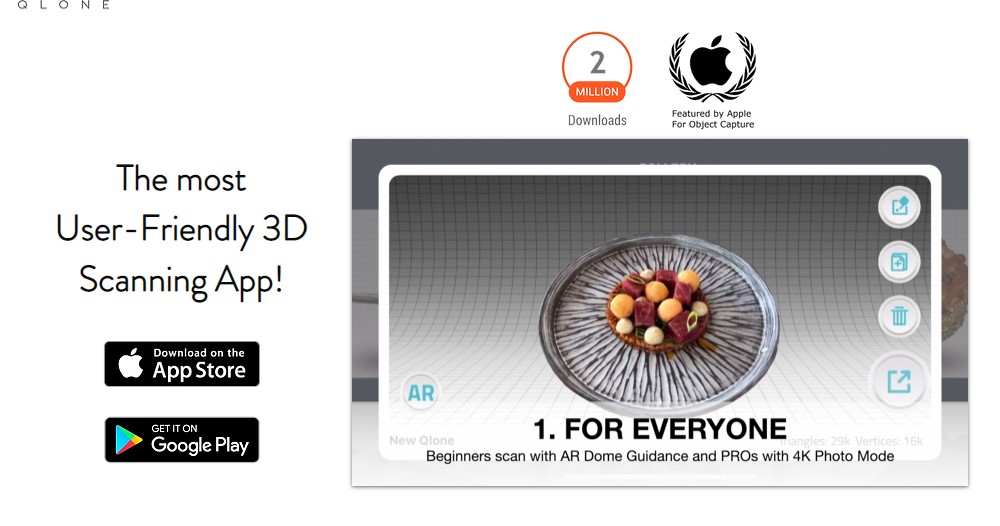 QLONE
2
MILLION
Downloads
Featured by Apple
For Object Capture
The most
User-Friendly 3D
Scanning App!
Download on the
App Store
GET IT ON
Google Play
AR
1. FOR EVERYONE
New Qlone
Triangles: 29k Vertices: 16k
Beginners scan with AR Dome Guidance and PROs with 4K Photo Mode